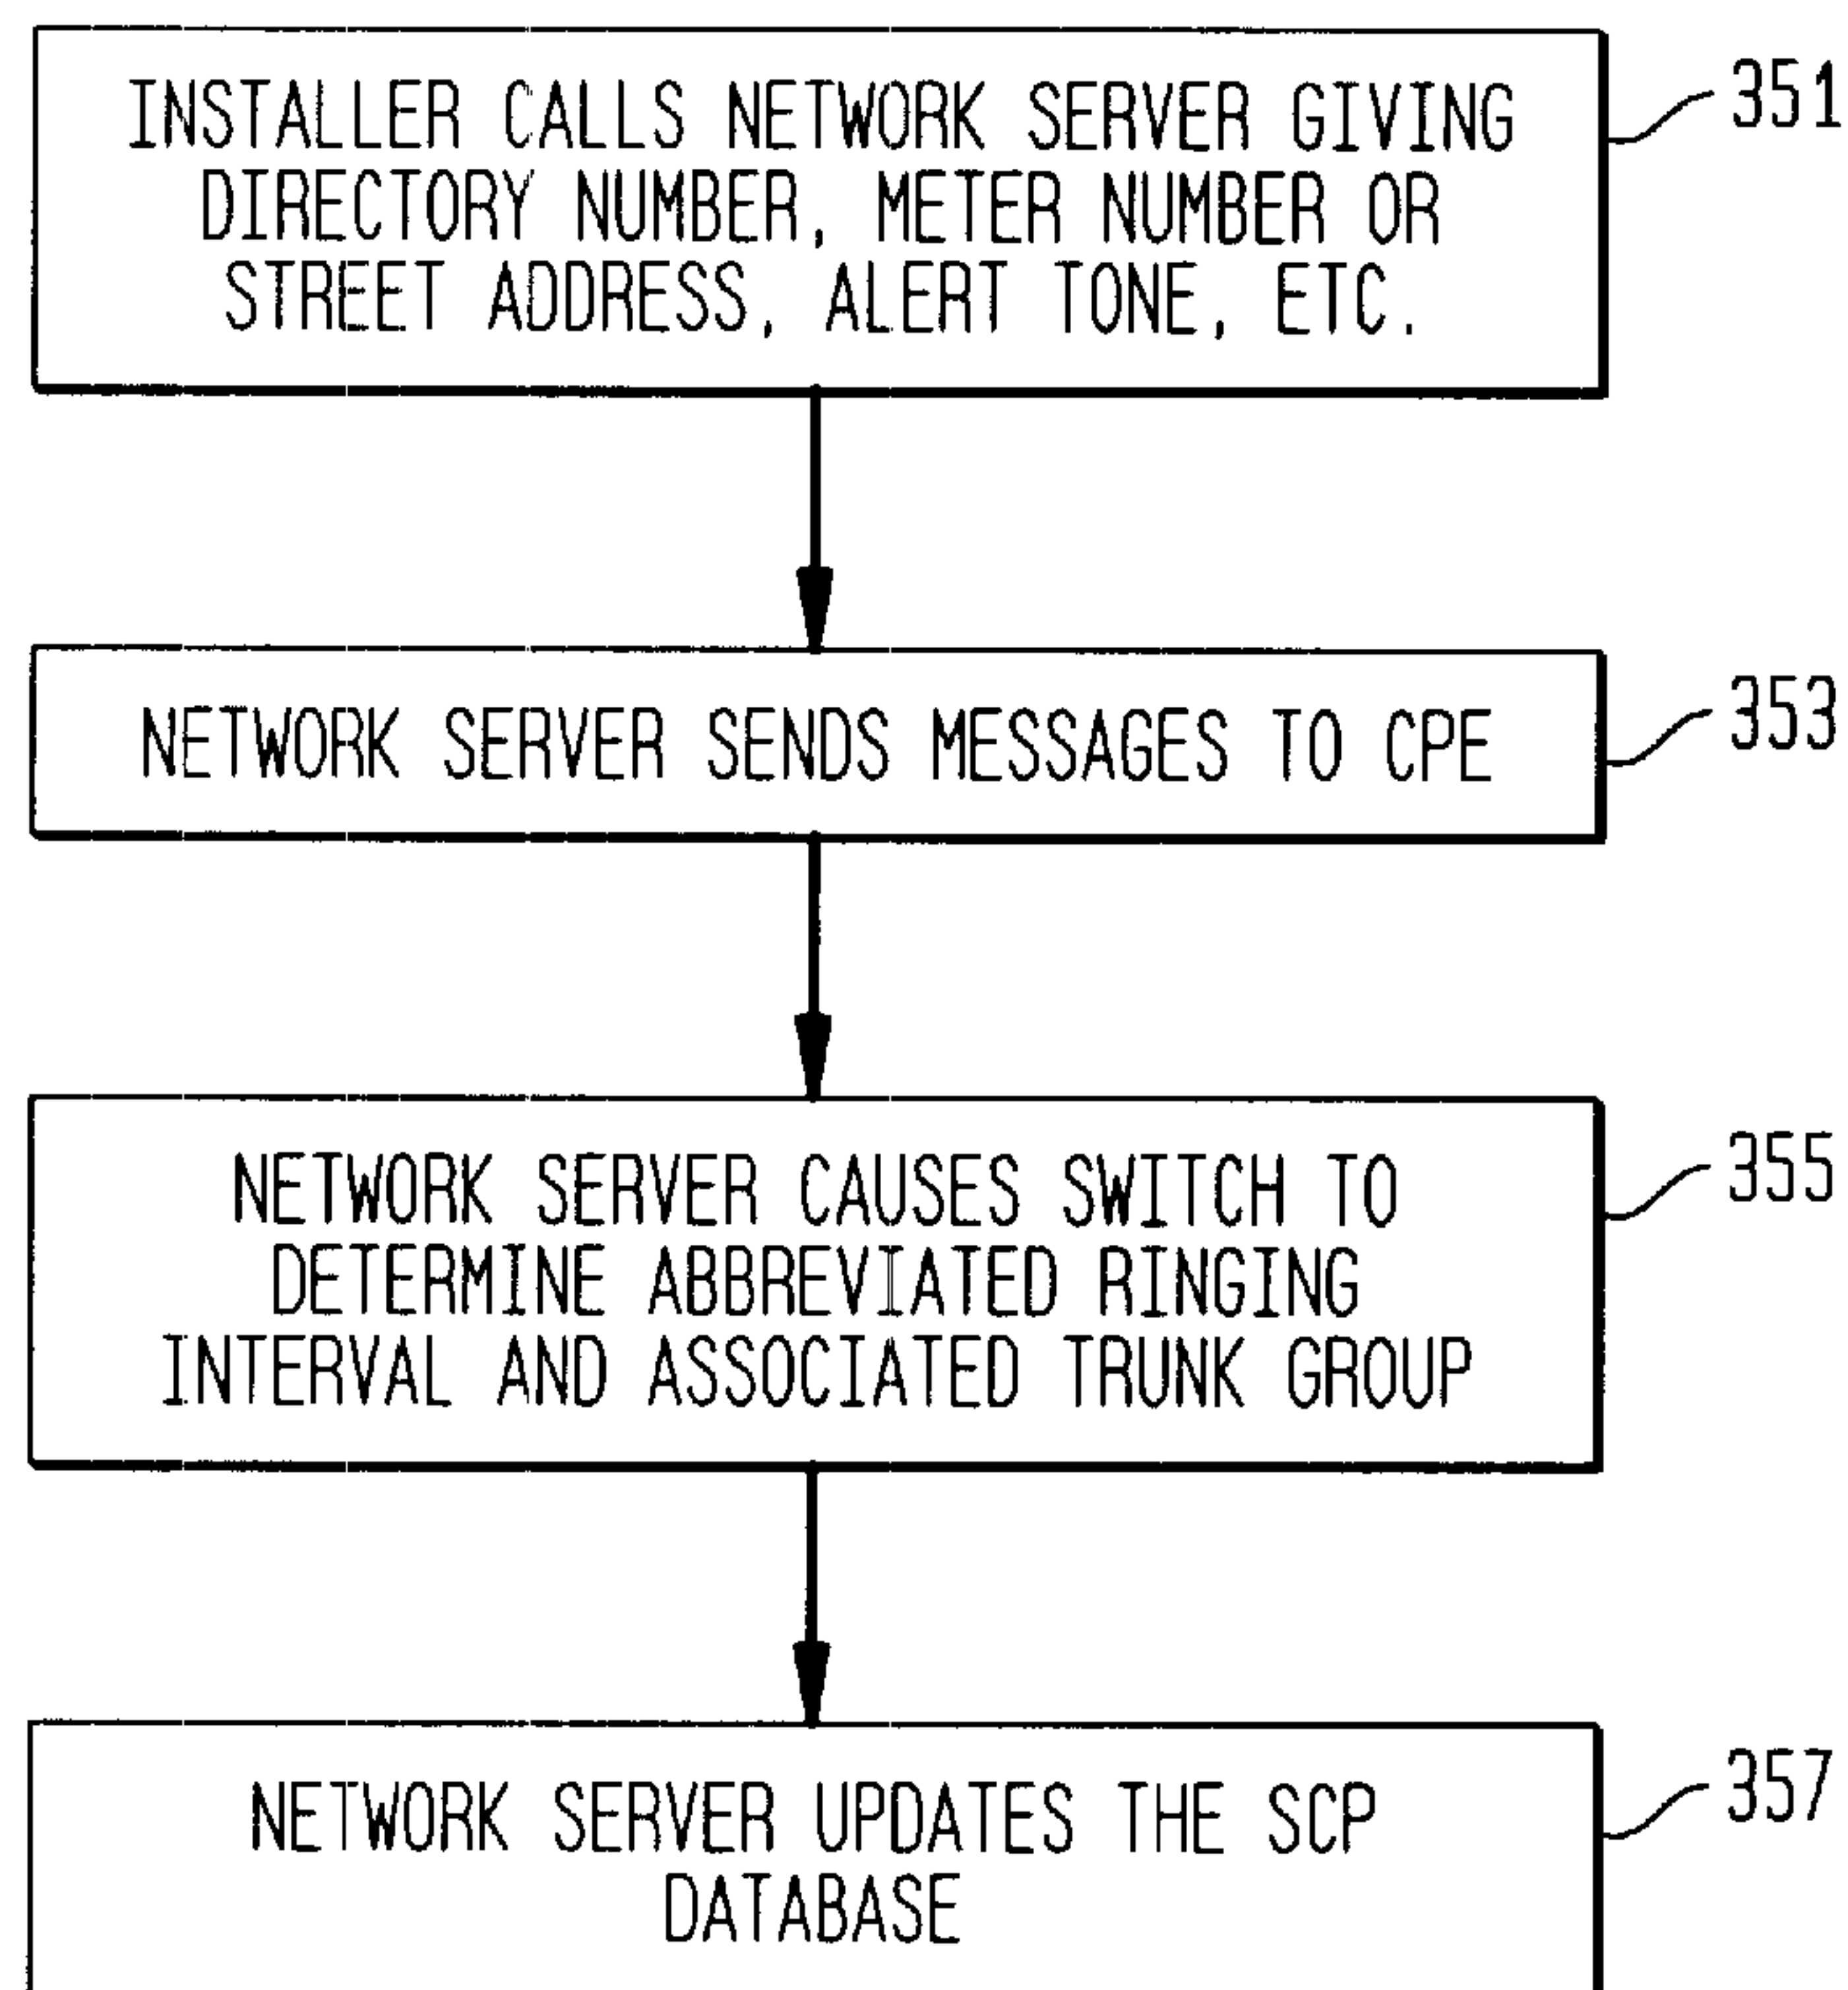 INSTALLER CALLS NETWORK SERVER GIVING
DIRECTORY NUMBER, METER NUMBER OR
STREET ADDRESS, ALERT TONE, ETC.
351
NETWORK SERVER SENDS MESSAGES TO CPE
353
NETWORK SERVER CAUSES SWITCH TO
DETERMINE ABBREVIATED RINGING
INTERVAL AND ASSOCIATED TRUNK GROUP
355
NETWORK SERVER UPDATES THE SCP
DATABASE
357